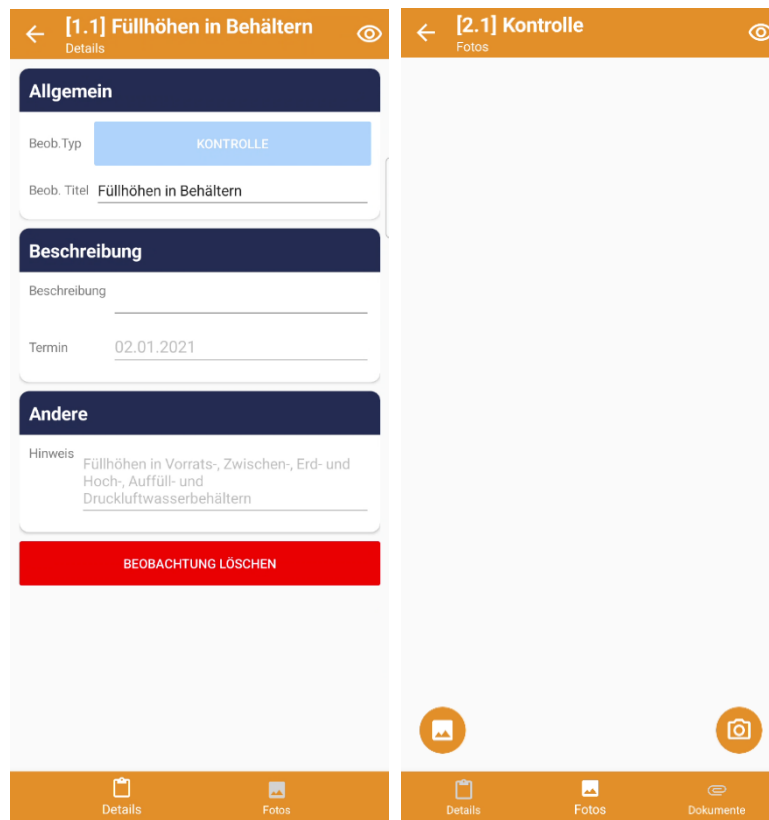 [1.1] Füllhöhen in Behältern
Details
Allgemein
Beob.Typ KONTROLLE
Beob. Titel Füllhöhen in Behältern
Beschreibung
Beschreibung
Termin 02.01.2021
Andere
Hinweis
Füllhöhen in Vorrats-, Zwischen-, Erd- und
Hoch-, Auffüll- und
Druckluftwasserbehältern
BEOBACHTUNG LÖSCHEN
Details Fotos
[2.1] Kontrolle
Fotos
Details Fotos Dokumente